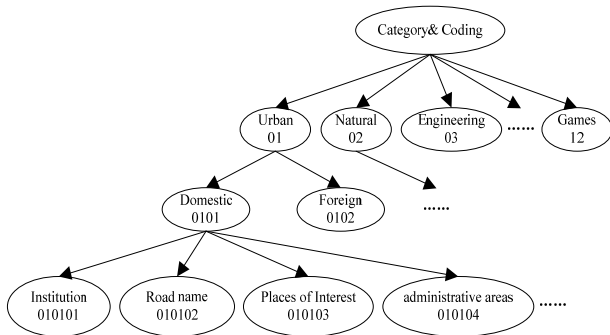 Category& Coding
Urban
01
Natural
02
Engineering
03
......
Games
12
Domestic
0101
Foreign
0102
......
Institution
010101
Road name
010102
Places of Interest
010103
administrative areas
010104
......